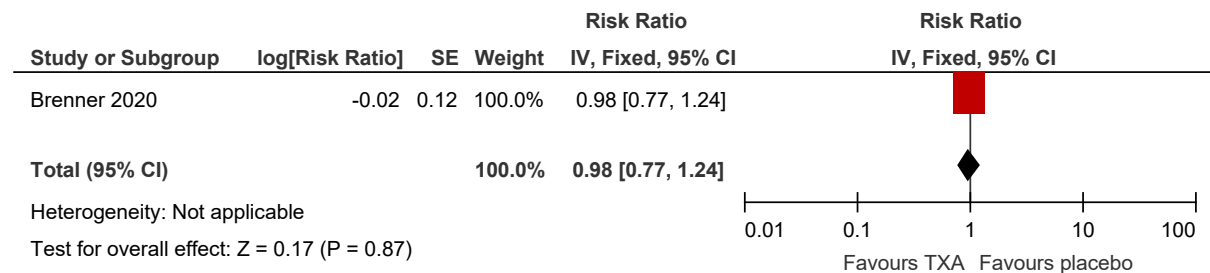 Risk Ratio Risk Ratio
Study or Subgroup log[Risk Ratio] SE Weight IV, Fixed, 95% CI IV, Fixed, 95% CI
Brenner 2020 -0.02 0.12 100.0% 0.98 [0.77, 1.24]
Total (95% CI) 100.0% 0.98 [0.77, 1.24]
Heterogeneity: Not applicable
Test for overall effect: Z = 0.17 (P = 0.87)
0.01 0.1 1 10 100
Favours TXA Favours placebo